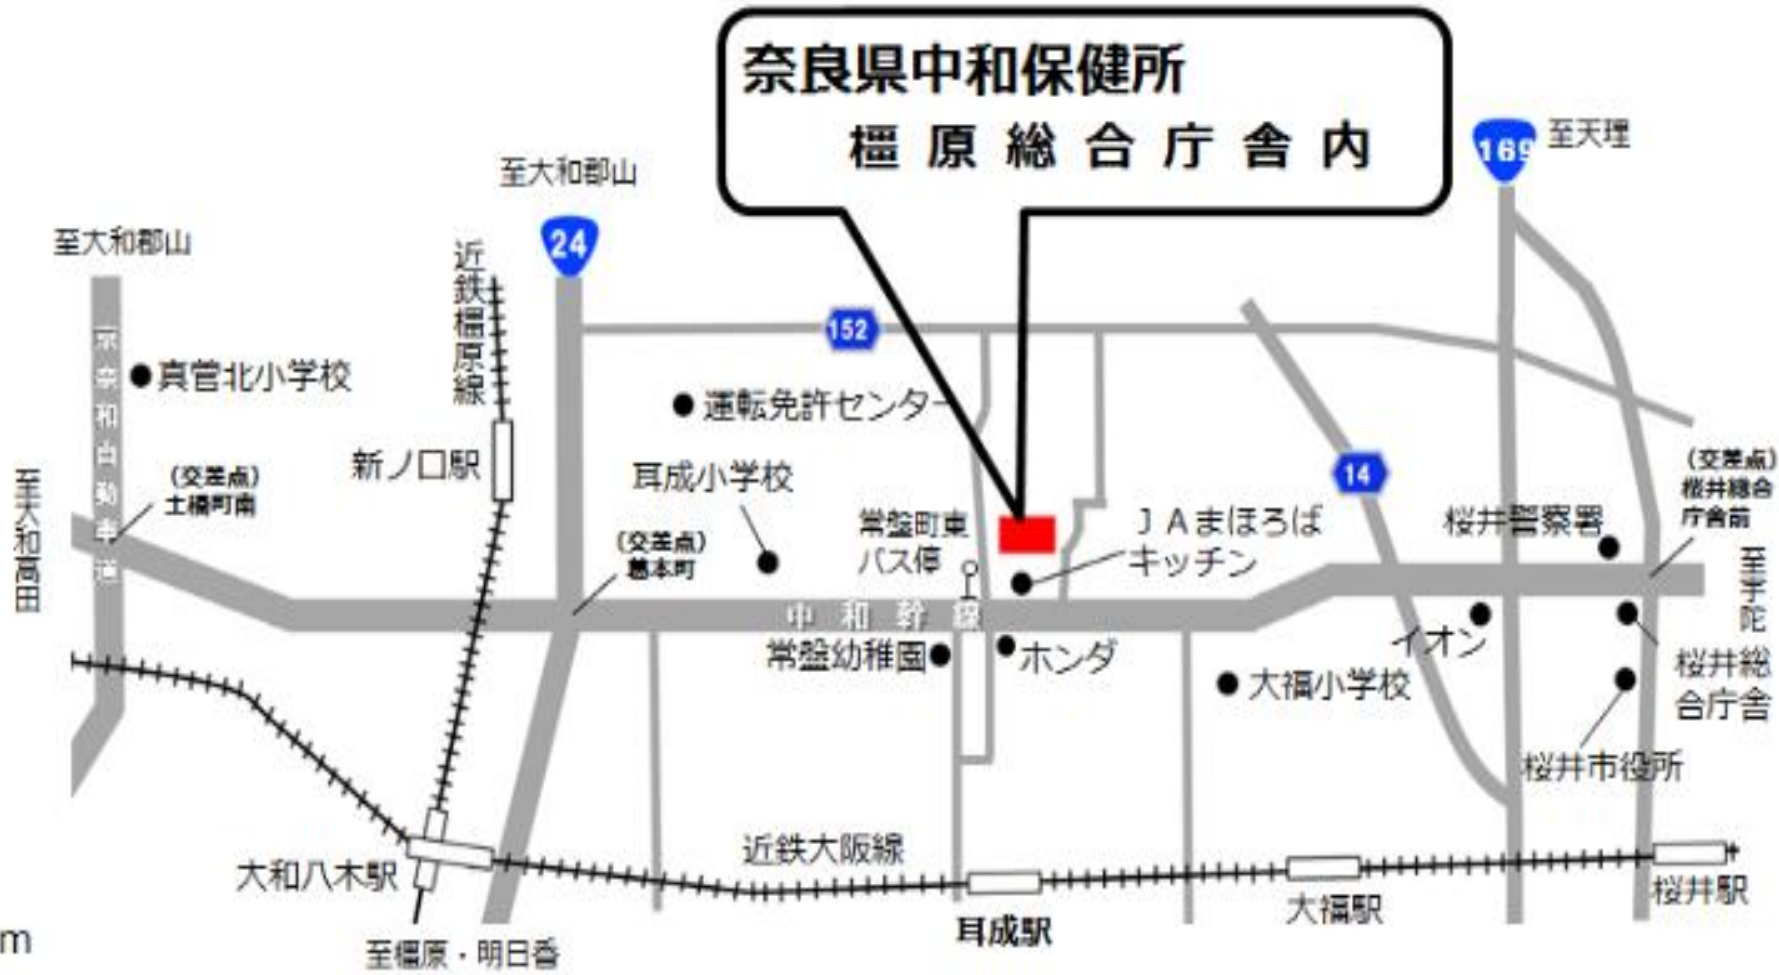 奈良県中和保健所
橿原総合庁舎内
169
至天理
至大和郡山
24
至大和郡山
近鉄橿原線
152
京奈和自動車道
真菅北小学校
運転免許センター
新ノ口駅
耳成小学校
(交差点)
土橋町南
至大和高田
(交差点)
葛本町
常盤町東
バス停
JAまほろば
キッチン
14
桜井警察署
(交差点)
桜井総合
庁舎前
至宇陀
中和幹線
常盤幼稚園
ホンダ
イオン
大福小学校
桜井総
合庁舎
桜井市役所
近鉄大阪線
大和八木駅
耳成駅
大福駅
桜井駅
至橿原・明日香
m